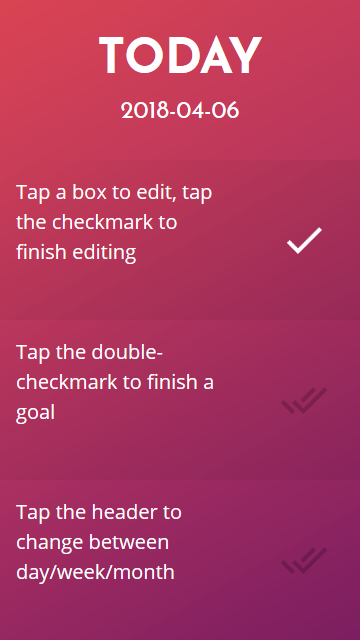 TODAY
2018-04-06
Tap a box to edit, tap
the checkmark to
finish editing
Tap the double-
checkmark to finish a
goal
Tap the header to
change between
day/week/month